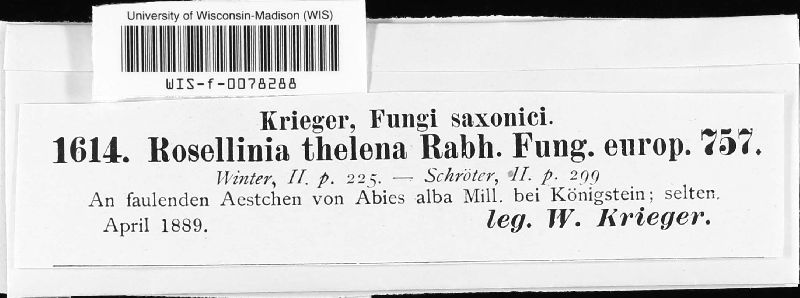 University of Wisconsin-Madison (WIS)
WIS-f-0078288
Krieger, Fungi saxonici.
1614. Rosellinia thelena Rabh. Fung. europ. 757.
Winter, II. p. 225. — Schröter, II. p. 299
An faulenden Aestchen von Abies alba Mill. bei Königstein; selten.
April 1889.
leg. W. Krieger.